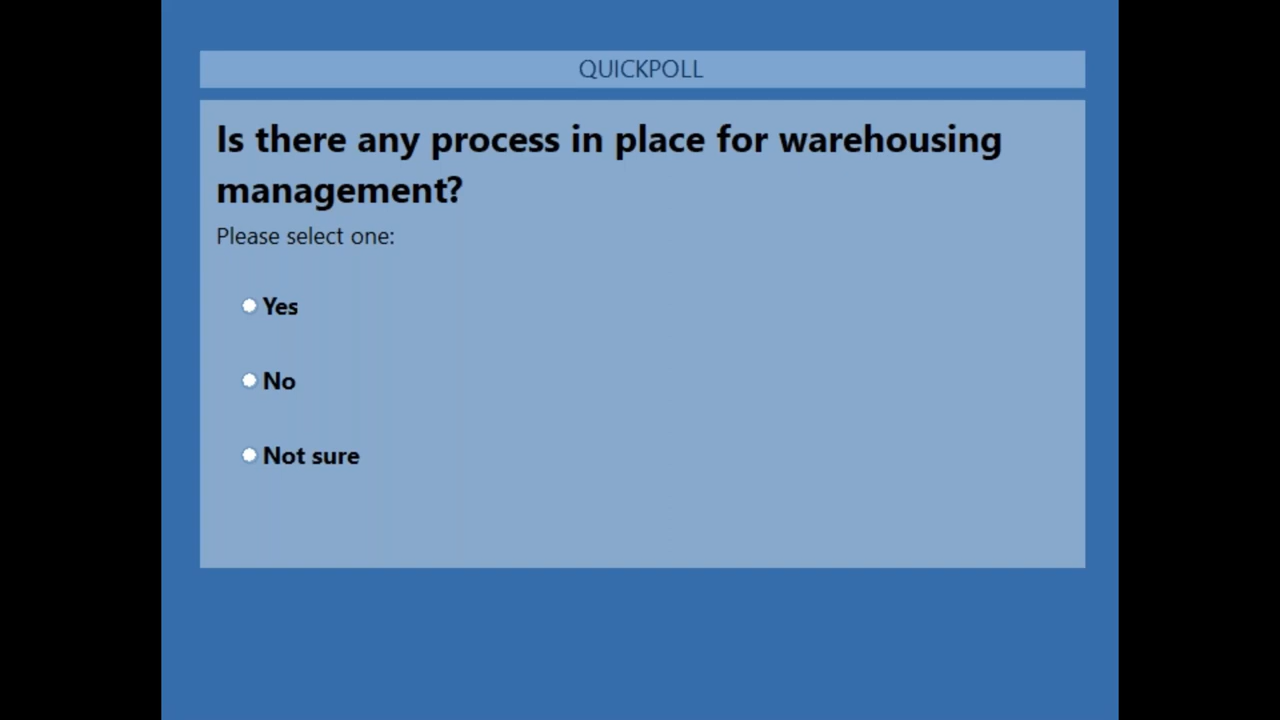 QUICKPOLL
Is there any process in place for warehousing
management?
Please select one:
Yes
No
Not sure